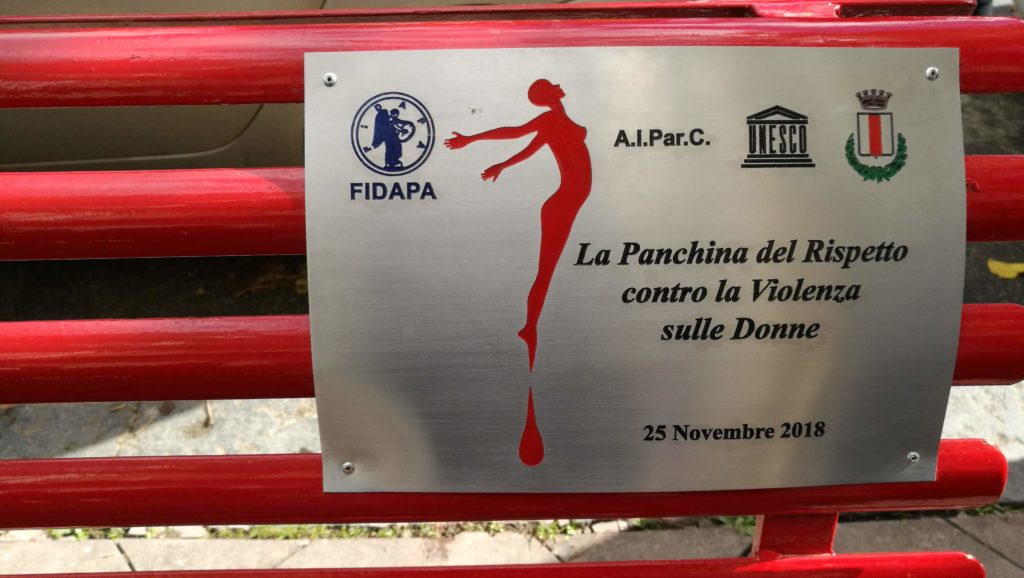 FIDAPA
A.I.Par.C.
UNESCO
La Panchina del Rispetto
contro la Violenza
sulle Donne
25 Novembre 2018